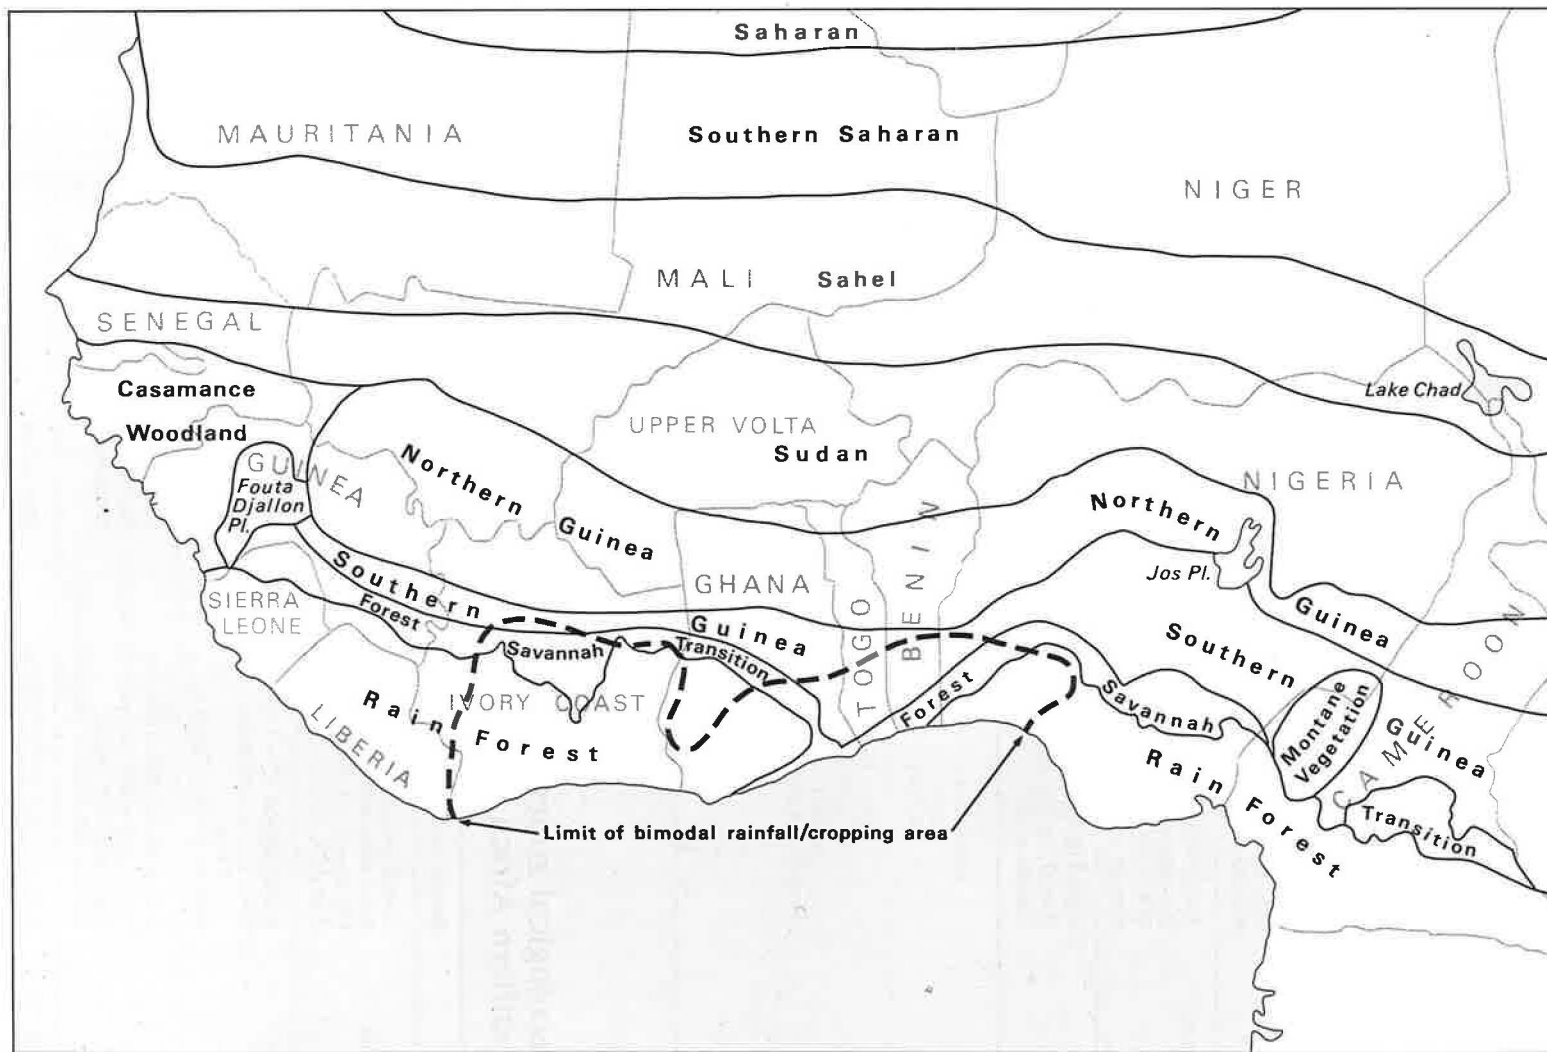 Saharan
MAURITANIA
Southern Saharan
NIGER
MALI
Sahel
SENEGAL
Casamance
Woodland
Lake Chad
UPPER VOLTA
Sudan
NIGERIA
GUINEA
Fouta
Djallon
Pl.
Northern Guinea
Northern Guinea
Jos Pl.
GHANA
TOGO
BENIN
CAMEROON
SIERRA
LEONE
Southern Guinea
Southern Guinea
Forest Savannah Transition
Forest Savannah Transition
IVORY COAST
LIBERIA
Rain Forest
Rain Forest
Montane
Vegetation
Limit of bimodal rainfall/cropping area